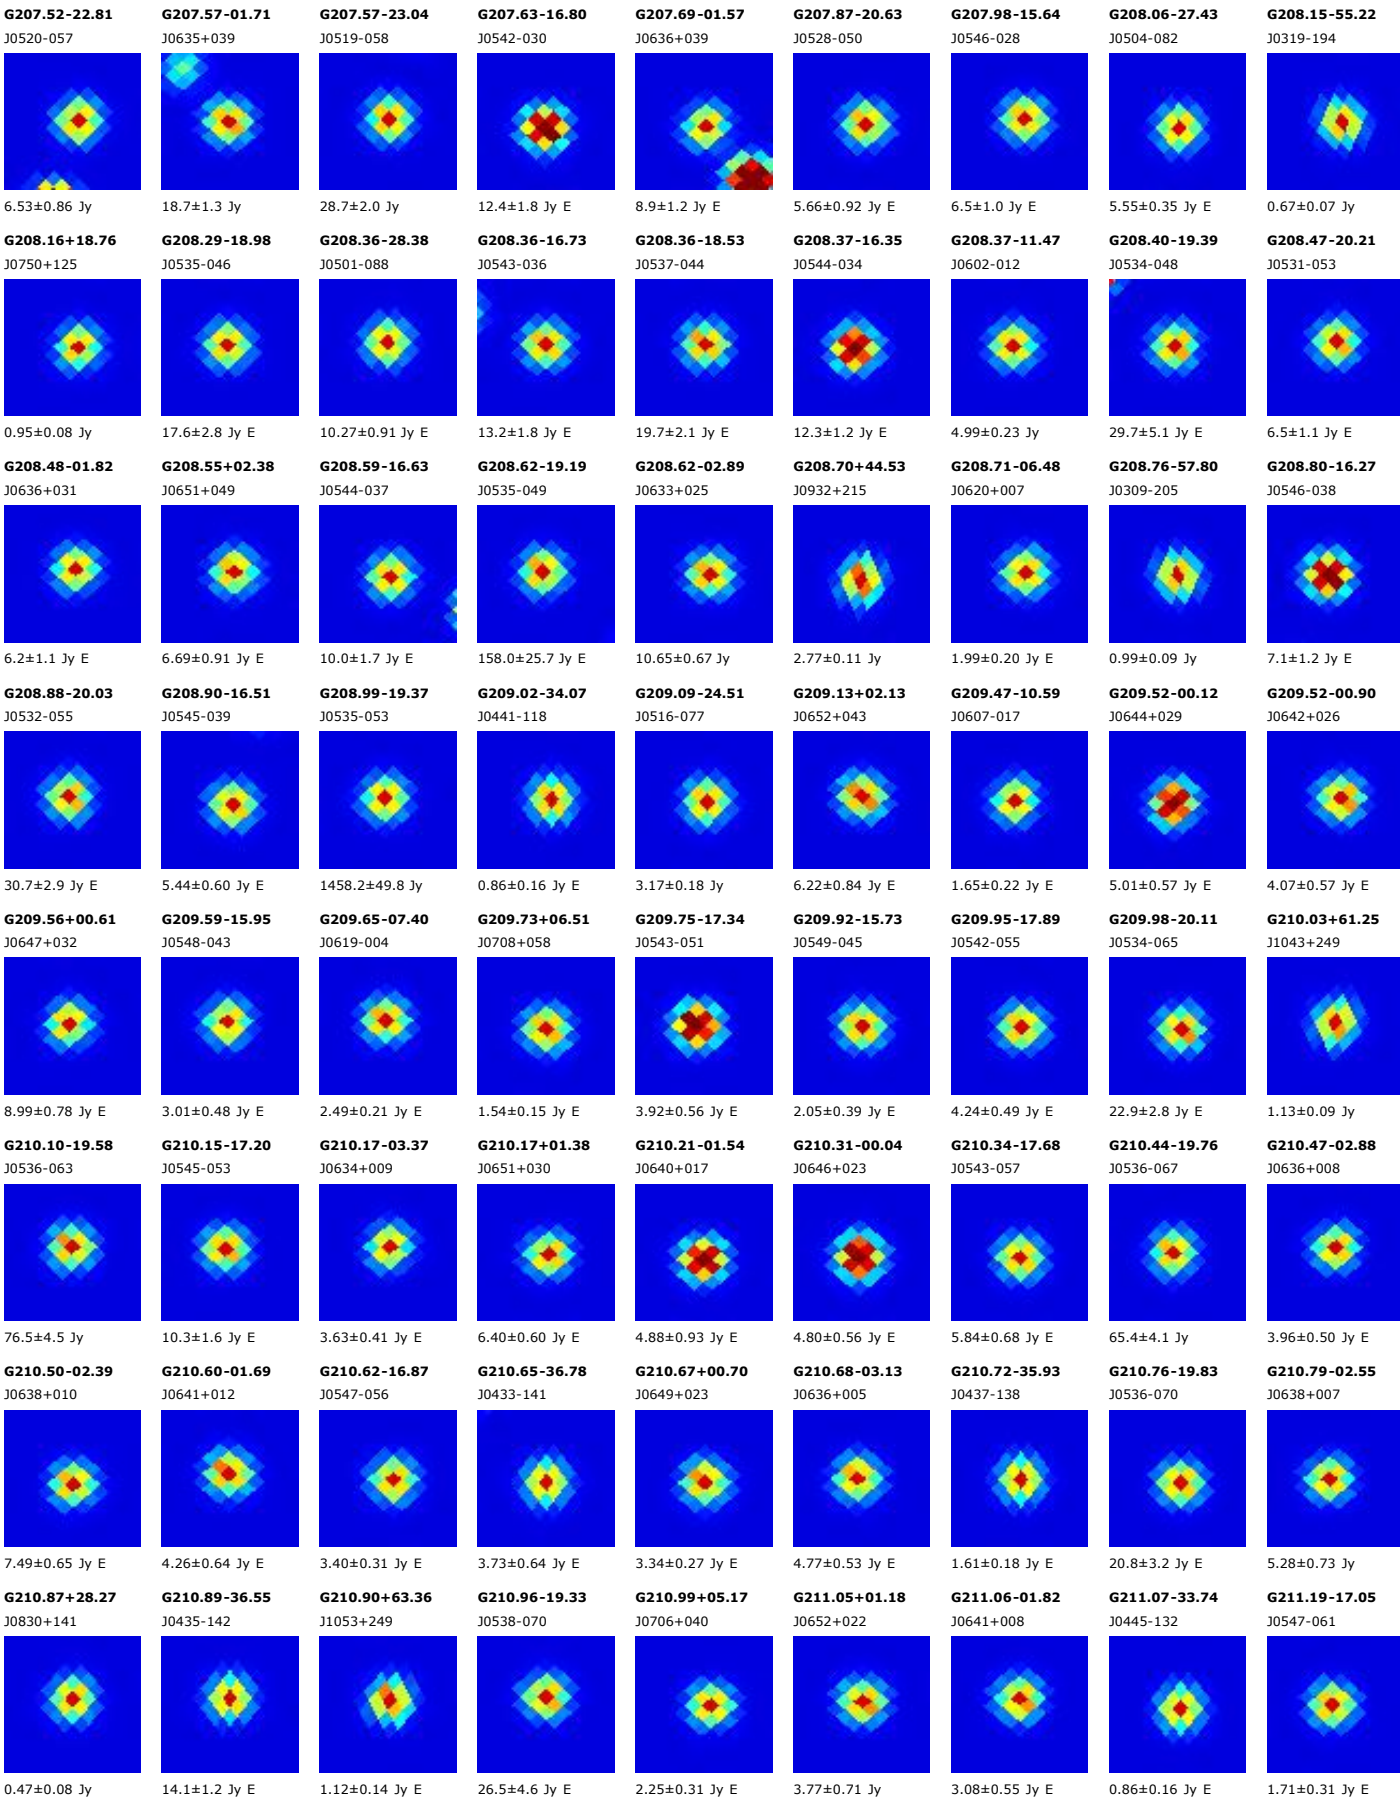 G207.52-22.81 G207.57-01.71 G207.57-23.04 G207.63-16.80 G207.69-01.57 G207.87-20.63 G207.98-15.64 G208.06-27.43 G208.15-55.22
J0520-057 J0635+039 J0519-058 J0542-030 J0636+039 J0528-050 J0546-028 J0504-082 J0319-194
6.53±0.86 Jy 18.7±1.3 Jy 28.7±2.0 Jy 12.4±1.8 Jy E 8.9±1.2 Jy E 5.66±0.92 Jy E 6.5±1.0 Jy E 5.55±0.35 Jy E 0.67±0.07 Jy
G208.16+18.76 G208.29-18.98 G208.36-28.38 G208.36-16.73 G208.36-18.53 G208.37-16.35 G208.37-11.47 G208.40-19.39 G208.47-20.21
J0750+125 J0535-046 J0501-088 J0543-036 J0537-044 J0544-034 J0602-012 J0534-048 J0531-053
0.95±0.08 Jy 17.6±2.8 Jy E 10.27±0.91 Jy E 13.2±1.8 Jy E 19.7±2.1 Jy E 12.3±1.2 Jy E 4.99±0.23 Jy 29.7±5.1 Jy E 6.5±1.1 Jy E
G208.48-01.82 G208.55+02.38 G208.59-16.63 G208.62-19.19 G208.62-02.89 G208.70+44.53 G208.71-06.48 G208.76-57.80 G208.80-16.27
J0636+031 J0651+049 J0544-037 J0535-049 J0633+025 J0932+215 J0620+007 J0309-205 J0546-038
6.2±1.1 Jy E 6.69±0.91 Jy E 10.0±1.7 Jy E 158.0±25.7 Jy E 10.65±0.67 Jy 2.77±0.11 Jy 1.99±0.20 Jy E 0.99±0.09 Jy 7.1±1.2 Jy E
G208.88-20.03 G208.90-16.51 G208.99-19.37 G209.02-34.07 G209.09-24.51 G209.13+02.13 G209.47-10.59 G209.52-00.12 G209.52-00.90
J0532-055 J0545-039 J0535-053 J0441-118 J0516-077 J0652+043 J0607-017 J0644+029 J0642+026
30.7±2.9 Jy E 5.44±0.60 Jy E 1458.2±49.8 Jy 0.86±0.16 Jy E 3.17±0.18 Jy 6.22±0.84 Jy E 1.65±0.22 Jy E 5.01±0.57 Jy E 4.07±0.57 Jy E
G209.56+00.61 G209.59-15.95 G209.65-07.40 G209.73+06.51 G209.75-17.34 G209.92-15.73 G209.95-17.89 G209.98-20.11 G210.03+61.25
J0647+032 J0548-043 J0619-004 J0708+058 J0543-051 J0549-045 J0542-055 J0534-065 J1043+249
8.99±0.78 Jy E 3.01±0.48 Jy E 2.49±0.21 Jy E 1.54±0.15 Jy E 3.92±0.56 Jy E 2.05±0.39 Jy E 4.24±0.49 Jy E 22.9±2.8 Jy E 1.13±0.09 Jy
G210.10-19.58 G210.15-17.20 G210.17-03.37 G210.17+01.38 G210.21-01.54 G210.31-00.04 G210.34-17.68 G210.44-19.76 G210.47-02.88
J0536-063 J0545-053 J0634+009 J0651+030 J0640+017 J0646+023 J0543-057 J0536-067 J0636+008
76.5±4.5 Jy 10.3±1.6 Jy E 3.63±0.41 Jy E 6.40±0.60 Jy E 4.88±0.93 Jy E 4.80±0.56 Jy E 5.84±0.68 Jy E 65.4±4.1 Jy 3.96±0.50 Jy E
G210.50-02.39 G210.60-01.69 G210.62-16.87 G210.65-36.78 G210.67+00.70 G210.68-03.13 G210.72-35.93 G210.76-19.83 G210.79-02.55
J0638+010 J0641+012 J0547-056 J0433-141 J0649+023 J0636+005 J0437-138 J0536-070 J0638+007
7.49±0.65 Jy E 4.26±0.64 Jy E 3.40±0.31 Jy E 3.73±0.64 Jy E 3.34±0.27 Jy E 4.77±0.53 Jy E 1.61±0.18 Jy E 20.8±3.2 Jy E 5.28±0.73 Jy
G210.87+28.27 G210.89-36.55 G210.90+63.36 G210.96-19.33 G210.99+05.17 G211.05+01.18 G211.06-01.82 G211.07-33.74 G211.19-17.05
J0830+141 J0435-142 J1053+249 J0538-070 J0706+040 J0652+022 J0641+008 J0445-132 J0547-061
0.47±0.08 Jy 14.1±1.2 Jy E 1.12±0.14 Jy E 26.5±4.6 Jy E 2.25±0.31 Jy E 3.77±0.71 Jy 3.08±0.55 Jy E 0.86±0.16 Jy E 1.71±0.31 Jy E